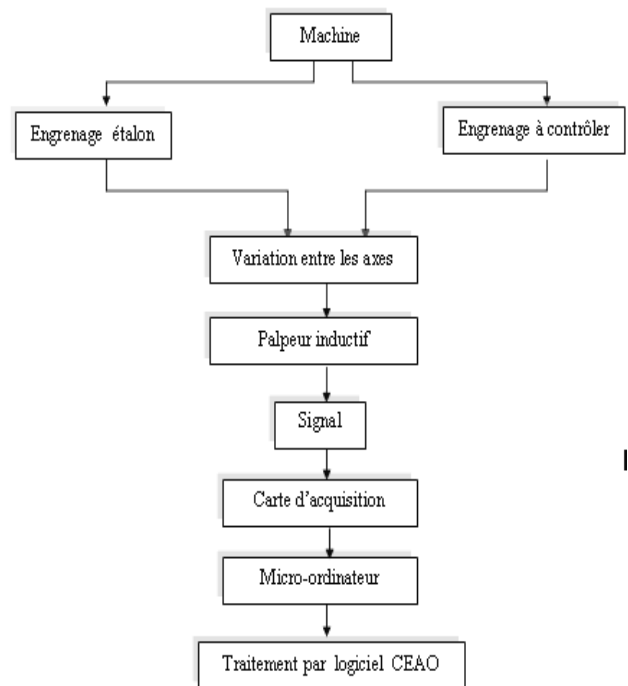 Machine
Engrenage étalon
Engrenage à contrôler
Variation entre les axes
Palpeur inductif
Signal
Carte d'acquisition
Micro-ordinateur
Traitement par logiciel CEAO